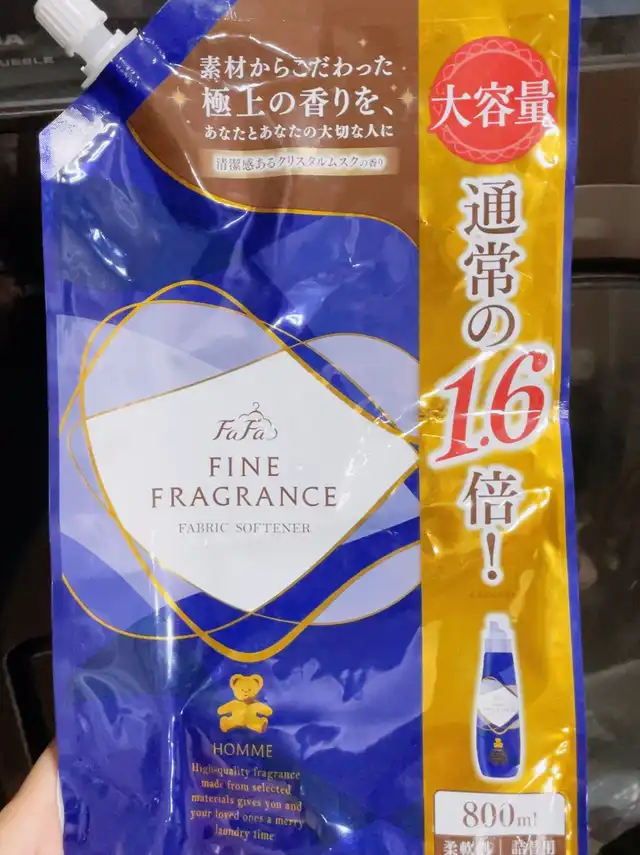 素材からこだわった
極上の香りを、
あなたとあなたの大切な人に
清潔感あるクリスタルムスクの香り
大容量
通常の
1.6
倍!
FaFa
FINE
FRAGRANCE
FABRIC SOFTENER
HOMME
High-quality fragrance
made from selected
materials gives you and
your loved ones a merry
laundry time
800ml
柔軟剤
詰替用